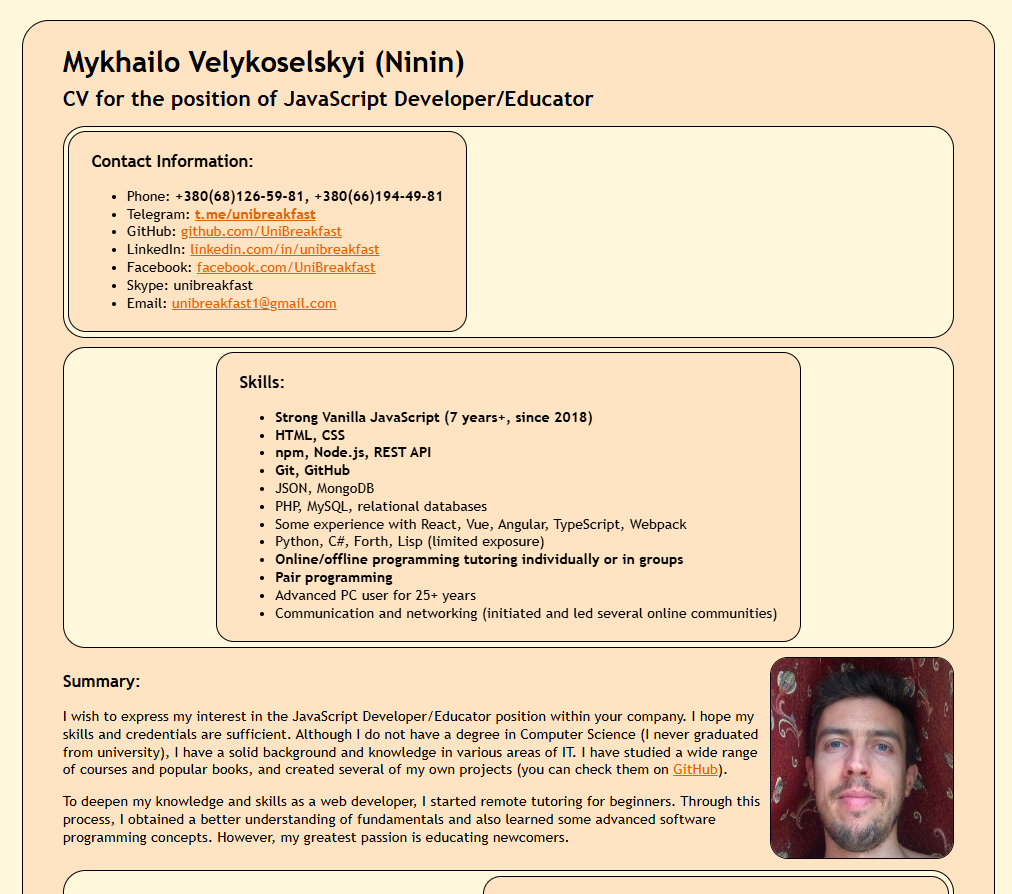 Mykhailo Velykoselskyi (Ninin)
CV for the position of JavaScript Developer/Educator
Contact Information:
• Phone: +380(68)126-59-81, +380(66)194-49-81
• Telegram: t.me/unibreakfast
• GitHub: github.com/UniBreakfast
• LinkedIn: linkedin.com/in/unibreakfast
• Facebook: facebook.com/UniBreakfast
• Skype: unibreakfast
• Email: unibreakfast1@gmail.com
Skills:
• Strong Vanilla JavaScript (7 years+, since 2018)
• HTML, CSS
• npm, Node.js, REST API
• Git, GitHub
• JSON, MongoDB
• PHP, MySQL, relational databases
• Some experience with React, Vue, Angular, TypeScript, Webpack
• Python, C#, Forth, Lisp (limited exposure)
• Online/offline programming tutoring individually or in groups
• Pair programming
• Advanced PC user for 25+ years
• Communication and networking (initiated and led several online communities)
Summary:
I wish to express my interest in the JavaScript Developer/Educator position within your company. I hope my
skills and credentials are sufficient. Although I do not have a degree in Computer Science (I never graduated
from university), I have a solid background and knowledge in various areas of IT. I have studied a wide range
of courses and popular books, and created several of my own projects (you can check them on GitHub).
To deepen my knowledge and skills as a web developer, I started remote tutoring for beginners. Through this
process, I obtained a better understanding of fundamentals and also learned some advanced software
programming concepts. However, my greatest passion is educating newcomers.